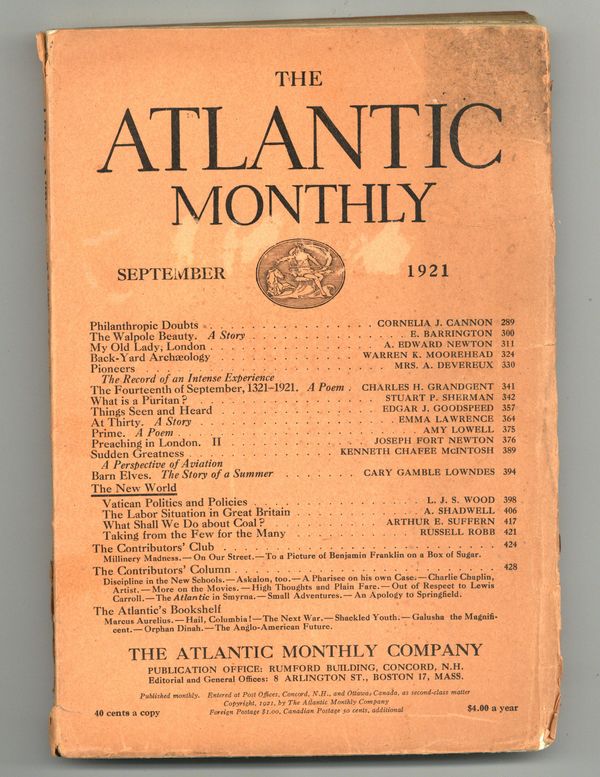 THE
ATLANTIC
MONTHLY
SEPTEMBER 1921
Philanthropic Doubts . . . . . . . . . . . . . CORNELIA J. CANNON 289
The Walpole Beauty. A Story . . . . . . . . . . . . . E. BARRINGTON 300
My Old Lady, London . . . . . . . . . . . . . A. EDWARD NEWTON 311
Back-Yard Archæology . . . . . . . . . . . . . WARREN K. MOOREHEAD 324
Pioneers . . . . . . . . . . . . . MRS. A. DEVEREUX 330
The Record of an Intense Experience
The Fourteenth of September, 1321-1921. A Poem . CHARLES H. GRANDGENT 341
What is a Puritan? . . . . . . . . . . . . . STUART P. SHERMAN 342
Things Seen and Heard . . . . . . . . . . . . . EDGAR J. GOODSPEED 357
At Thirty. A Story . . . . . . . . . . . . . EMMA LAWRENCE 364
Prime. A Poem . . . . . . . . . . . . . AMY LOWELL 375
Preaching in London. II . . . . . . . . . . . . . JOSEPH FORT NEWTON 376
Sudden Greatness . . . . . . . . . . . . . KENNETH CHAFEE McINTOSH 389
A Perspective of Aviation
Barn Elves. The Story of a Summer . . . . . . . . CARY GAMBLE LOWNDES 394
The New World
Vatican Politics and Policies . . . . . . . . . . . . . L. J. S. WOOD 398
The Labor Situation in Great Britain . . . . . . . . . . . . . A. SHADWELL 406
What Shall We Do about Coal? . . . . . . . . . . . . . ARTHUR E. SUFFERN 417
Taking from the Few for the Many . . . . . . . . . . . . . RUSSELL ROBB 421
The Contributors' Club . . . . . . . . . . . . . 424
Millinery Madness. — On Our Street. — To a Picture of Benjamin Franklin on a Box of Sugar.
The Contributors' Column . . . . . . . . . . . . . 428
Discipline in the New Schools. — Askalon, too. — A Pharisee on his own Case. — Charlie Chaplin,
Artist. — More on the Movies. — High Thoughts and Plain Fare. — Out of Respect to Lewis
Carroll. — The Atlantic in Smyrna. — Small Adventures. — An Apology to Springfield.
The Atlantic's Bookshelf
Marcus Aurelius. — Hail, Columbia! — The Next War. — Shackled Youth. — Galusha the Magnifi-
cent. — Orphan Dinah. — The Anglo-American Future.
THE ATLANTIC MONTHLY COMPANY
PUBLICATION OFFICE: RUMFORD BUILDING, CONCORD, N.H.
Editorial and General Offices: 8 ARLINGTON ST., BOSTON 17, MASS.
Published monthly. Entered at Post Offices, Concord, N.H., and Ottawa, Canada, as second-class matter
Copyright, 1921, by The Atlantic Monthly Company
40 cents a copy Foreign Postage $1.00, Canadian Postage 50 cents, additional $4.00 a year